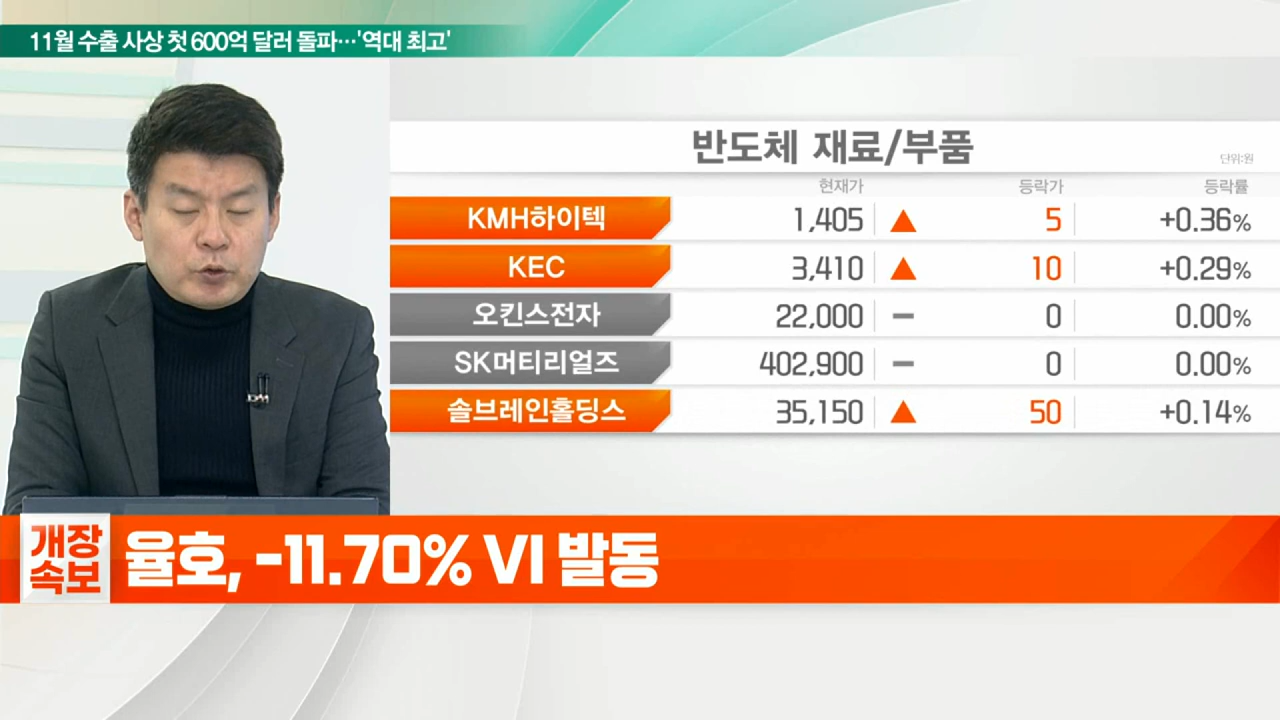 11월 수출 사상 첫 600억 달러 돌파…'역대 최고'
반도체 재료/부품
단위:원
현재가 등락가 등락률
KMH하이텍 1,405 ▲ 5 +0.36%
KEC 3,410 ▲ 10 +0.29%
오킨스전자 22,000 - 0 0.00%
SK머티리얼즈 402,900 - 0 0.00%
솔브레인홀딩스 35,150 ▲ 50 +0.14%
개장
속보
율호, -11.70% VI 발동